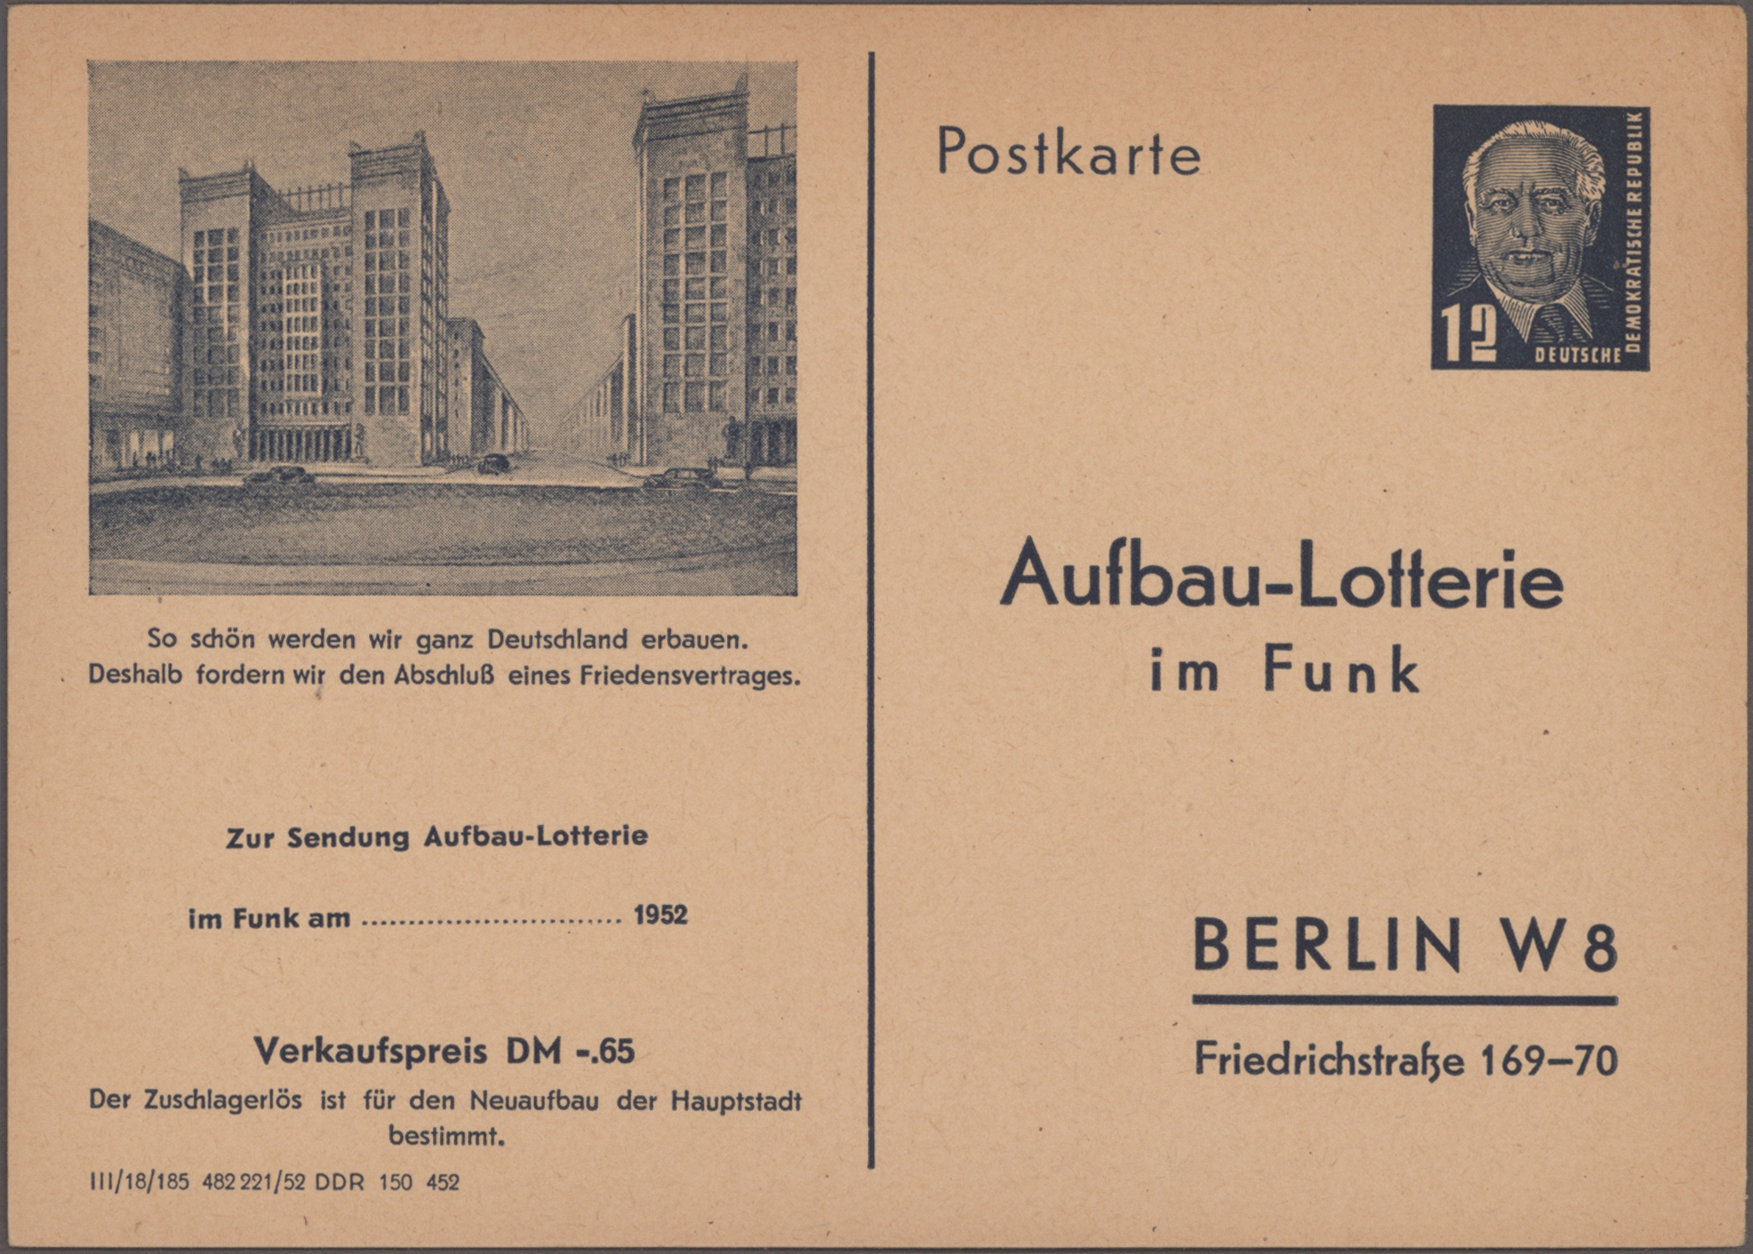 So schön werden wir ganz Deutschland erbauen.
Deshalb fordern wir den Abschluß eines Friedensvertrages.
Zur Sendung Aufbau-Lotterie
im Funk am ............................ 1952
Verkaufspreis DM -.65
Der Zuschlagerlös ist für den Neuaufbau der Hauptstadt
bestimmt.
III/18/185 482 221/52 DDR 150 452
Postkarte
12
DEUTSCHE
DEMOKRATISCHE REPUBLIK
Aufbau-Lotterie
im Funk
BERLIN W 8
Friedrichstraße 169–70